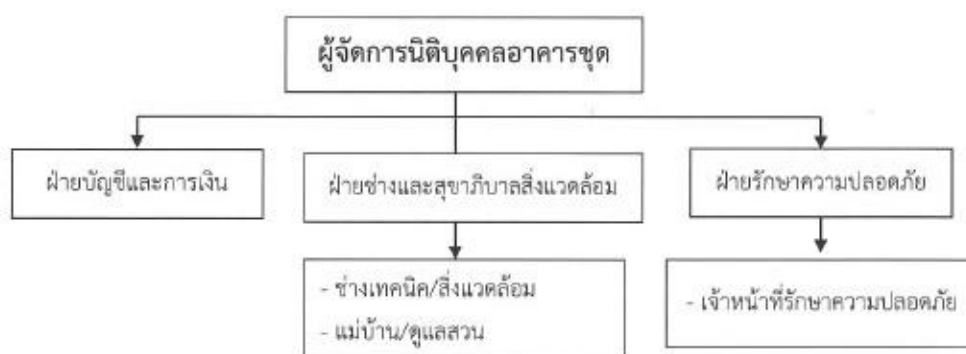 ผู้จัดการนิติบุคคลอาคารชุด
ฝ่ายบัญชีและการเงิน
ฝ่ายช่างและสุขาภิบาลสิ่งแวดล้อม
ฝ่ายรักษาความปลอดภัย
- ช่างเทคนิค/สิ่งแวดล้อม
- แม่บ้าน/ดูแลสวน
- เจ้าหน้าที่รักษาความปลอดภัย